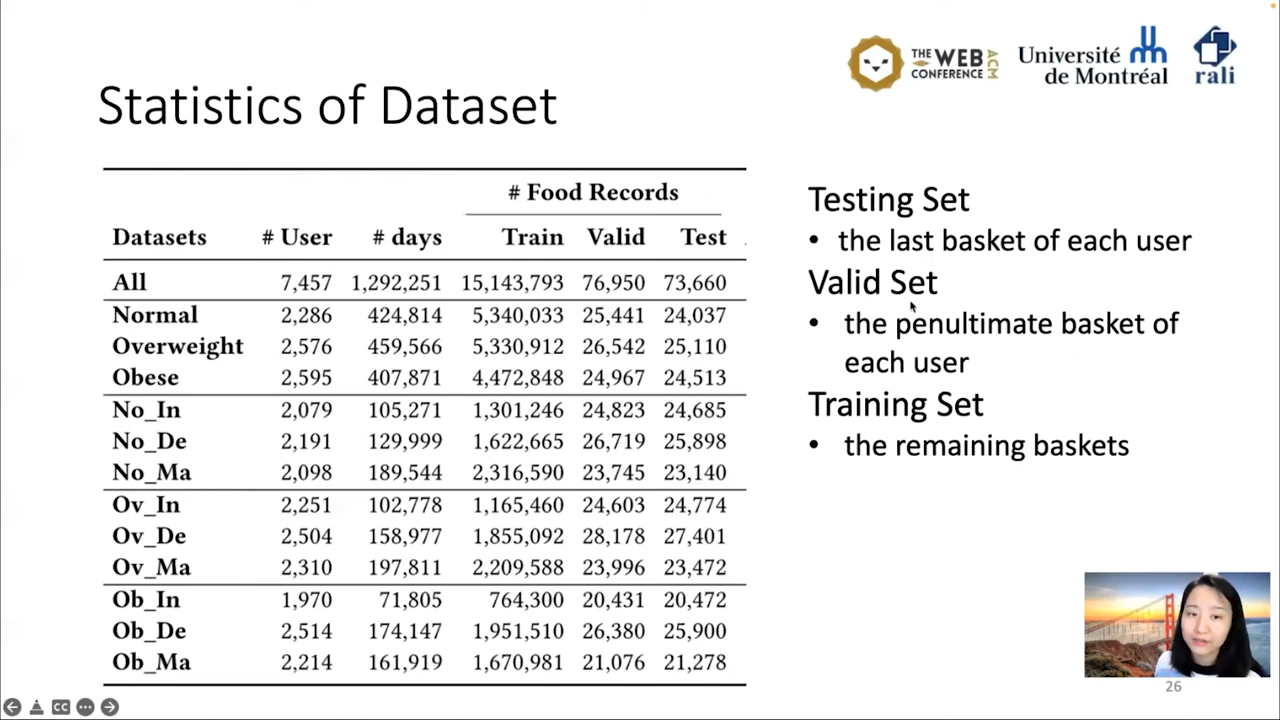 THE WEB
CONFERENCE
ACM
Université
de Montréal
rali
Statistics of Dataset
# Food Records
Datasets # User # days Train Valid Test
All 7,457 1,292,251 15,143,793 76,950 73,660
Normal 2,286 424,814 5,340,033 25,441 24,037
Overweight 2,576 459,566 5,330,912 26,542 25,110
Obese 2,595 407,871 4,472,848 24,967 24,513
No_In 2,079 105,271 1,301,246 24,823 24,685
No_De 2,191 129,999 1,622,665 26,719 25,898
No_Ma 2,098 189,544 2,316,590 23,745 23,140
Ov_In 2,251 102,778 1,165,460 24,603 24,774
Ov_De 2,504 158,977 1,855,092 28,178 27,401
Ov_Ma 2,310 197,811 2,209,588 23,996 23,472
Ob_In 1,970 71,805 764,300 20,431 20,472
Ob_De 2,514 174,147 1,951,510 26,380 25,900
Ob_Ma 2,214 161,919 1,670,981 21,076 21,278
Testing Set
• the last basket of each user
Valid Set
• the penultimate basket of
each user
Training Set
• the remaining baskets
26
CC